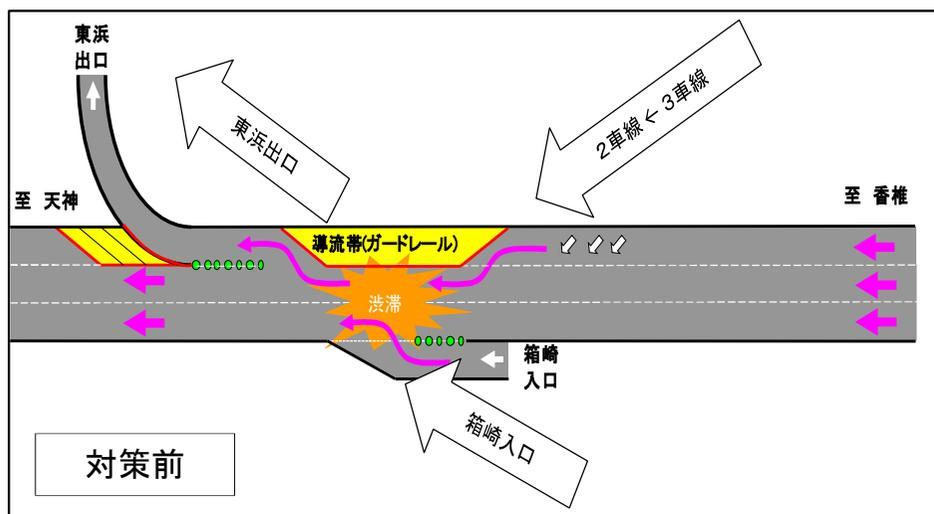 東浜
出口
2車線←3車線
東浜出口
至 天神
至 香椎
導流帯(ガードレール)
渋滞
箱崎
入口
箱崎入口
対策前